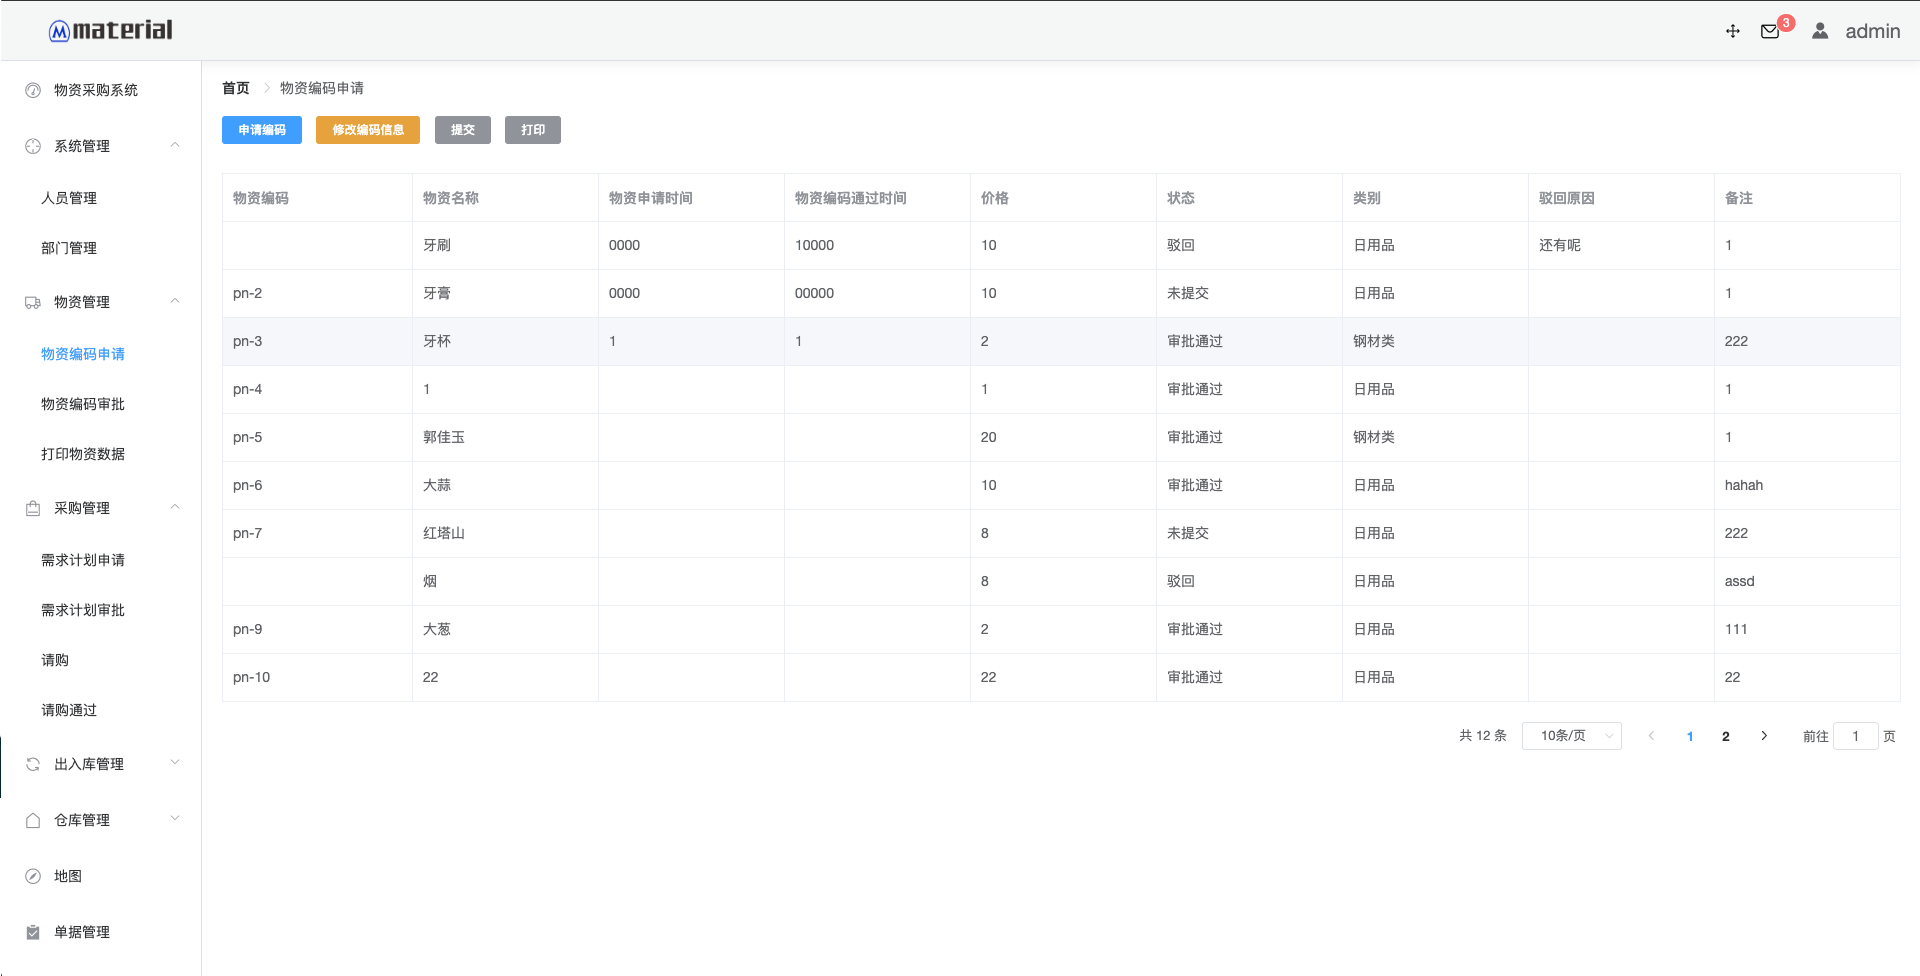 material
3
admin
物资采购系统
系统管理
人员管理
部门管理
物资管理
物资编码申请
物资编码审批
打印物资数据
采购管理
需求计划申请
需求计划审批
请购
请购通过
出入库管理
仓库管理
地图
单据管理
首页 物资编码申请
申请编码 修改编码信息 提交 打印
物资编码 物资名称 物资申请时间 物资编码通过时间 价格 状态 类别 驳回原因 备注
牙刷 0000 10000 10 驳回 日用品 还有呢 1
pn-2 牙膏 0000 00000 10 未提交 日用品 1
pn-3 牙杯 1 1 2 审批通过 钢材类 222
pn-4 1 1 审批通过 日用品 1
pn-5 郭佳玉 20 审批通过 钢材类 1
pn-6 大蒜 10 审批通过 日用品 hahah
pn-7 红塔山 8 未提交 日用品 222
烟 8 驳回 日用品 assd
pn-9 大葱 2 审批通过 日用品 111
pn-10 22 22 审批通过 日用品 22
共 12 条 10条/页 1 2 前往 1 页